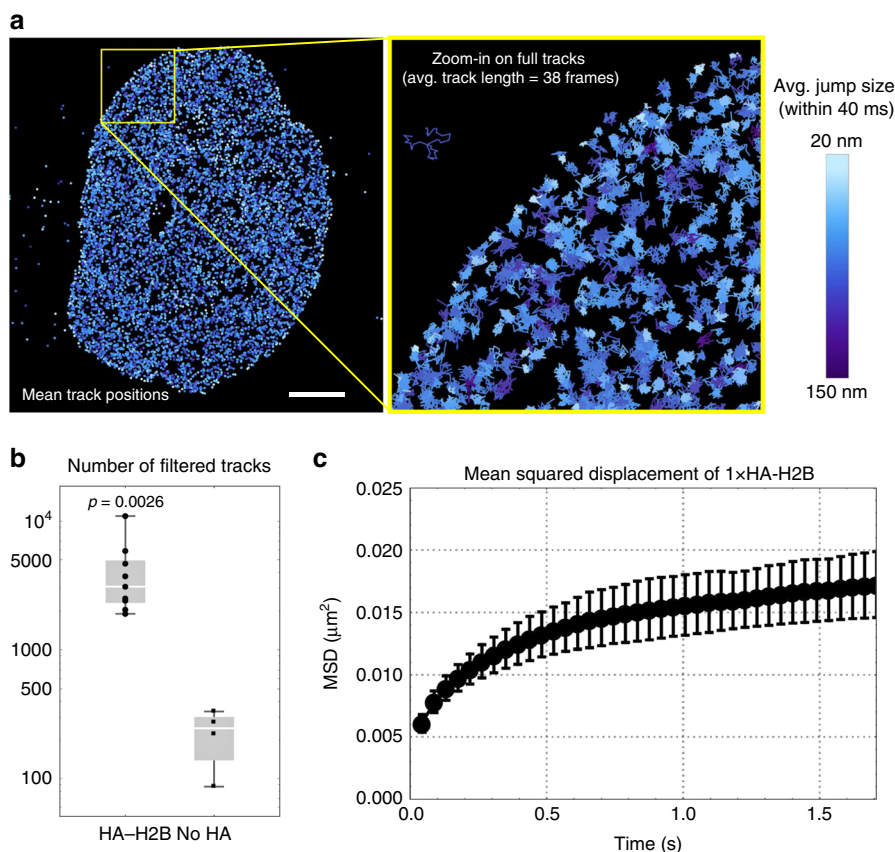 a
Mean track positions
Zoom-in on full tracks
(avg. track length = 38 frames)
Avg. jump size
(within 40 ms)
20 nm
150 nm
b
Number of filtered tracks
p = 0.0026
10⁴
5000
1000
500
100
HA–H2B No HA
c
Mean squared displacement of 1×HA-H2B
MSD (μm²)
0.025
0.020
0.015
0.010
0.005
0.000
0.0 0.5 1.0 1.5
Time (s)